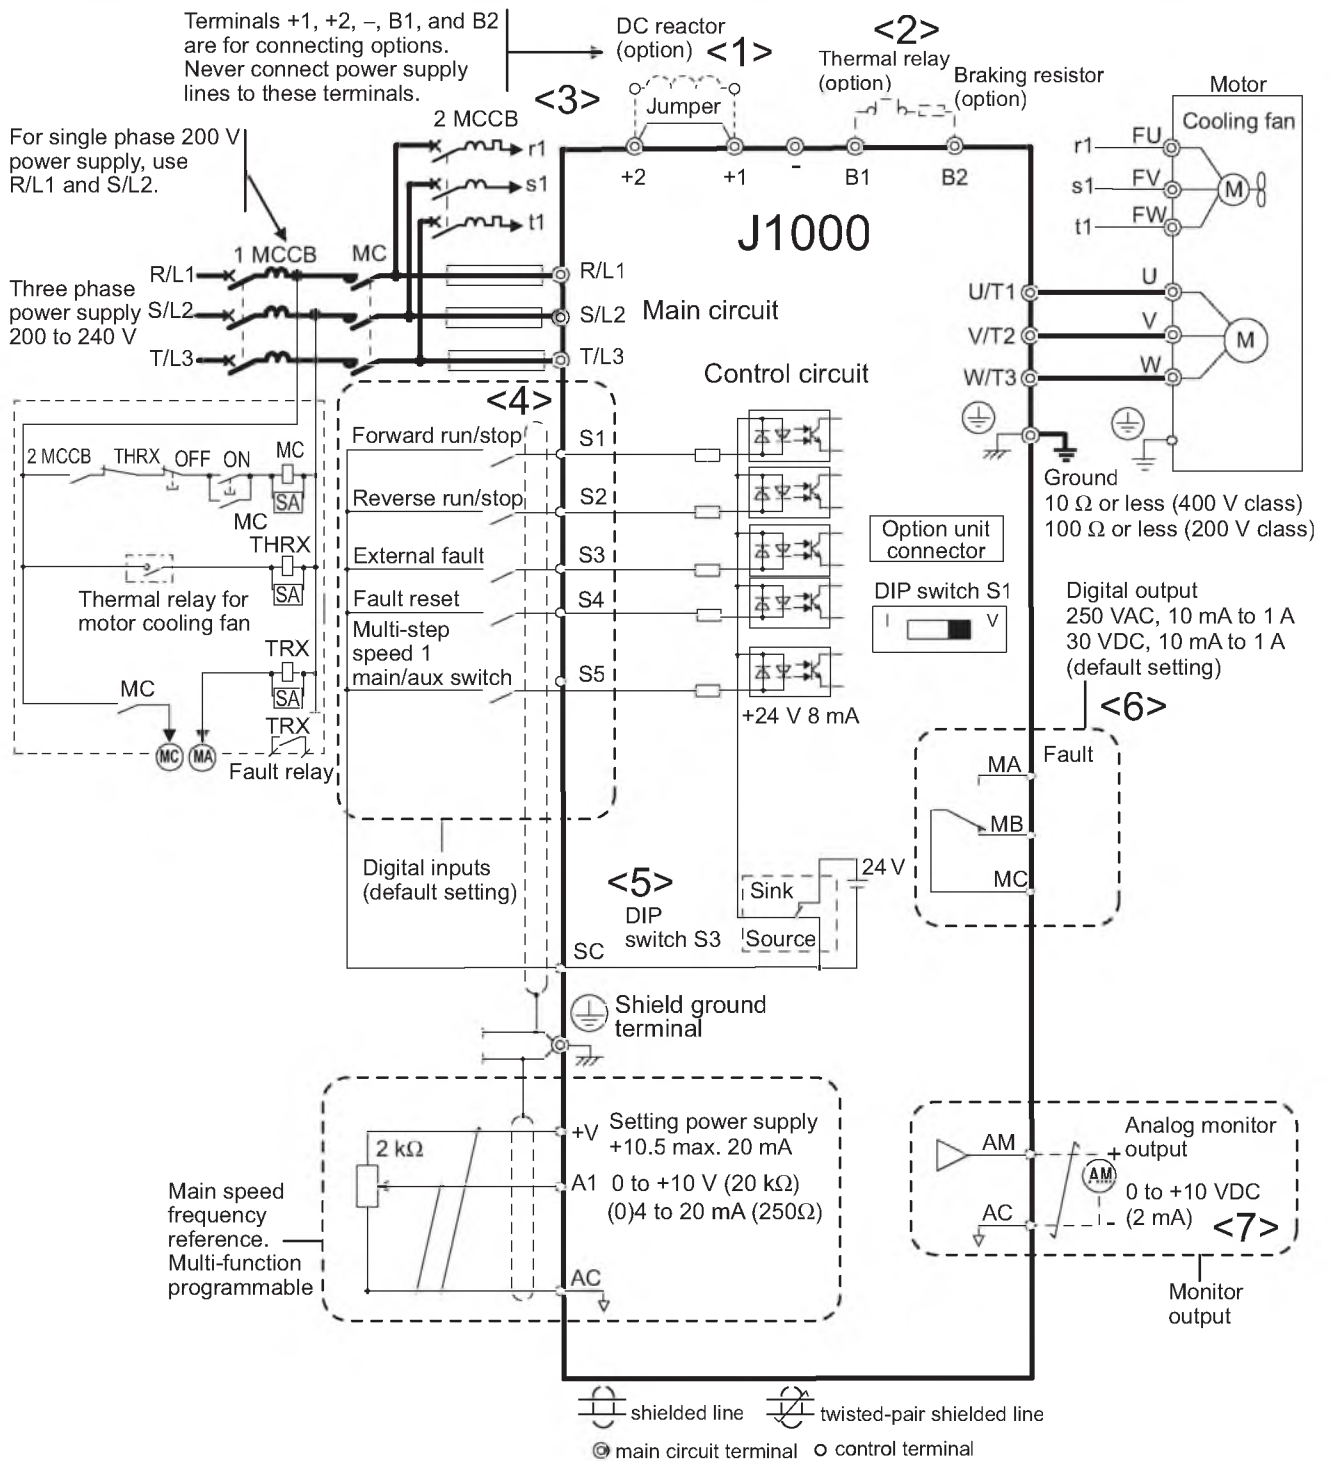 Terminals +1, +2, –, B1, and B2
are for connecting options.
Never connect power supply
lines to these terminals.
DC reactor
(option)
<1>
<2>
Thermal relay
(option)
Braking resistor
(option)
Motor
Cooling fan
<3>
Jumper
2 MCCB
r1
s1
t1
+2
+1
-
B1
B2
r1
FU
s1
FV
t1
FW
M
For single phase 200 V
power supply, use
R/L1 and S/L2.
J1000
1 MCCB
MC
Three phase
power supply
200 to 240 V
R/L1
S/L2
T/L3
R/L1
S/L2
T/L3
Main circuit
U/T1
V/T2
W/T3
U
V
W
M
Control circuit
<4>
Forward run/stop
S1
Reverse run/stop
S2
External fault
S3
Fault reset
S4
Multi-step
speed 1
main/aux switch
S5
+24 V 8 mA
2 MCCB
THRX
OFF
ON
MC
SA
MC
THRX
SA
Thermal relay for
motor cooling fan
TRX
SA
MC
TRX
MC
MA
Fault relay
Ground
10 Ω or less (400 V class)
100 Ω or less (200 V class)
Option unit
connector
DIP switch S1
I
V
Digital output
250 VAC, 10 mA to 1 A
30 VDC, 10 mA to 1 A
(default setting)
<6>
MA
Fault
MB
MC
Digital inputs
(default setting)
<5>
DIP
switch S3
Sink
Source
24 V
SC
Shield ground
terminal
Main speed
frequency
reference.
Multi-function
programmable
2 kΩ
+V
Setting power supply
+10.5 max. 20 mA
A1
0 to +10 V (20 kΩ)
(0)4 to 20 mA (250Ω)
AC
AM
+
Analog monitor
output
AM
0 to +10 VDC
(2 mA)
AC
-
<7>
Monitor
output
shielded line
twisted-pair shielded line
main circuit terminal
control terminal